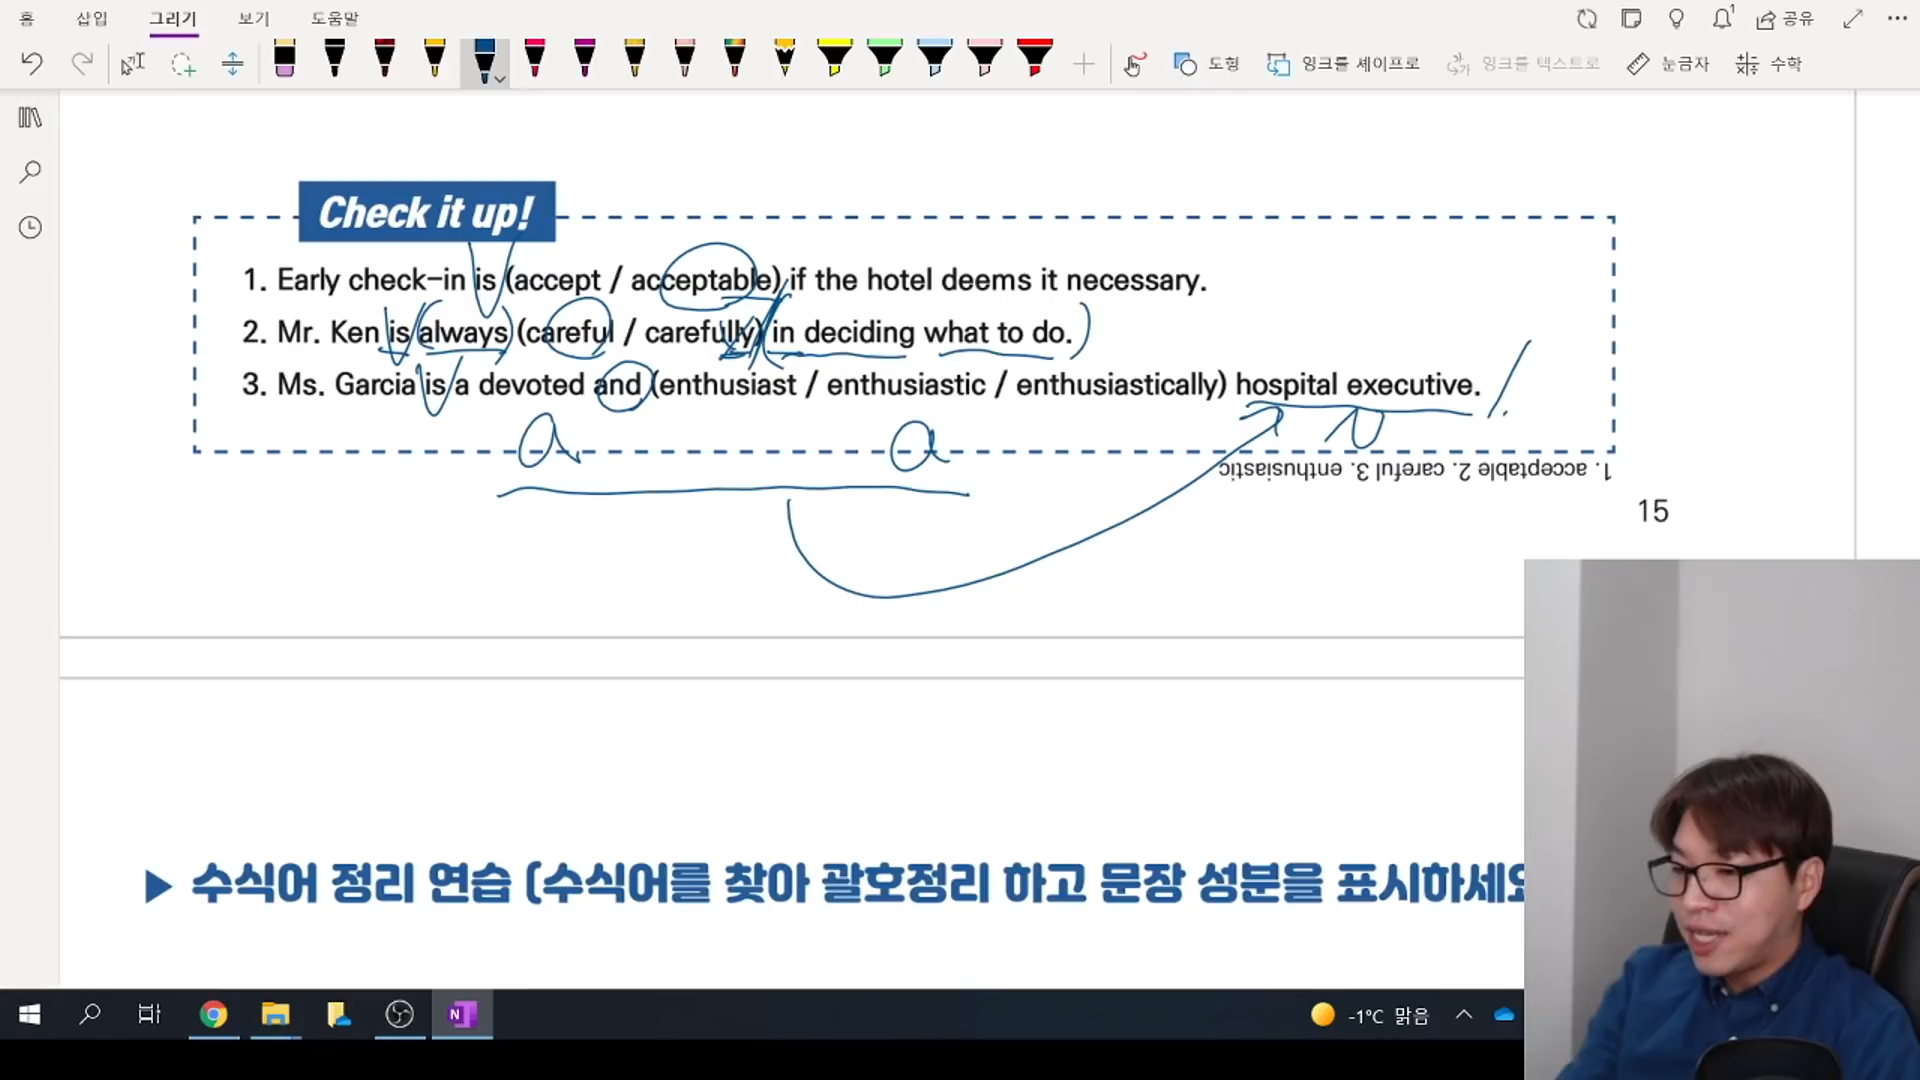 홈 삽입 그리기 보기 도움말
1
공유
도형 잉크를 셰이프로 잉크를 텍스트로 눈금자 수학
Check it up!
1. Early check-in is (accept / acceptable) if the hotel deems it necessary.
2. Mr. Ken is always (careful / carefully) in deciding what to do.
3. Ms. Garcia is a devoted and (enthusiast / enthusiastic / enthusiastically) hospital executive.
V
a a
1. acceptable 2. careful 3. enthusiastic
15
▶ 수식어 정리 연습 (수식어를 찾아 괄호정리 하고 문장 성분을 표시하세요
N
-1°C 맑음